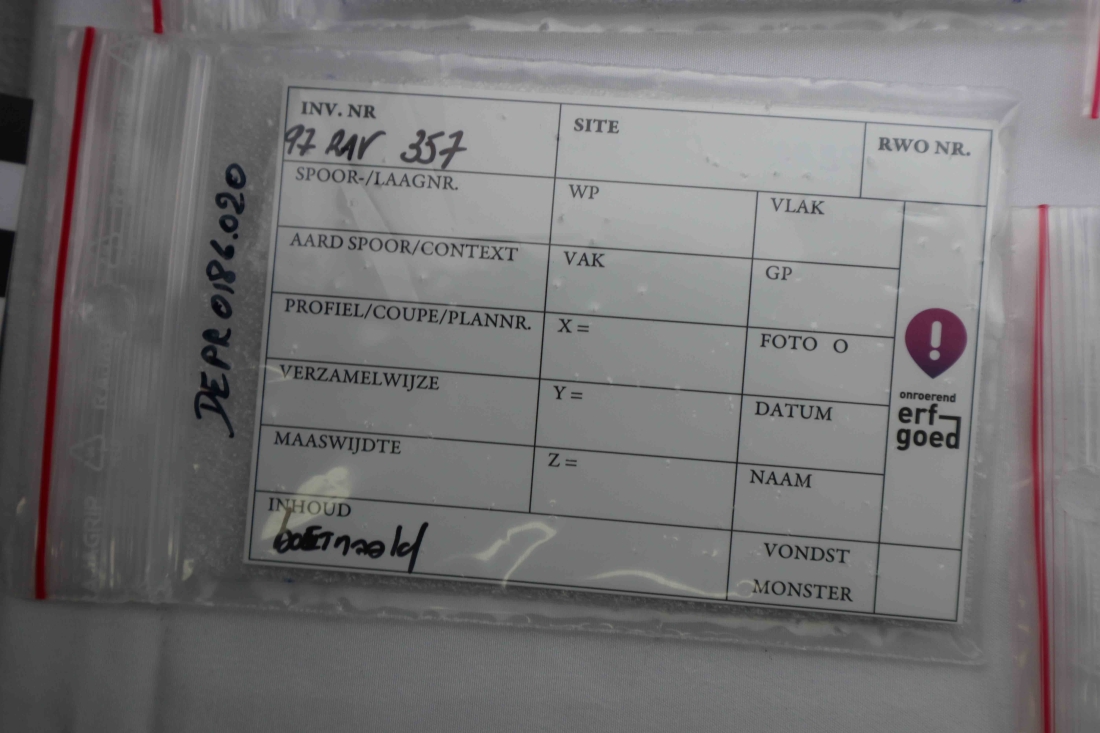 INV. NR
97 RAV 357
SITE
RWO NR.
SPOOR-/LAAGNR.
WP
VLAK
AARD SPOOR/CONTEXT
VAK
GP
PROFIEL/COUPE/PLANNR.
X =
FOTO O
VERZAMELWIJZE
Y =
DATUM
MAASWIJDTE
Z =
NAAM
INHOUD
VONDST
MONSTER
onroerend
erf
goed
DEPR0186.020